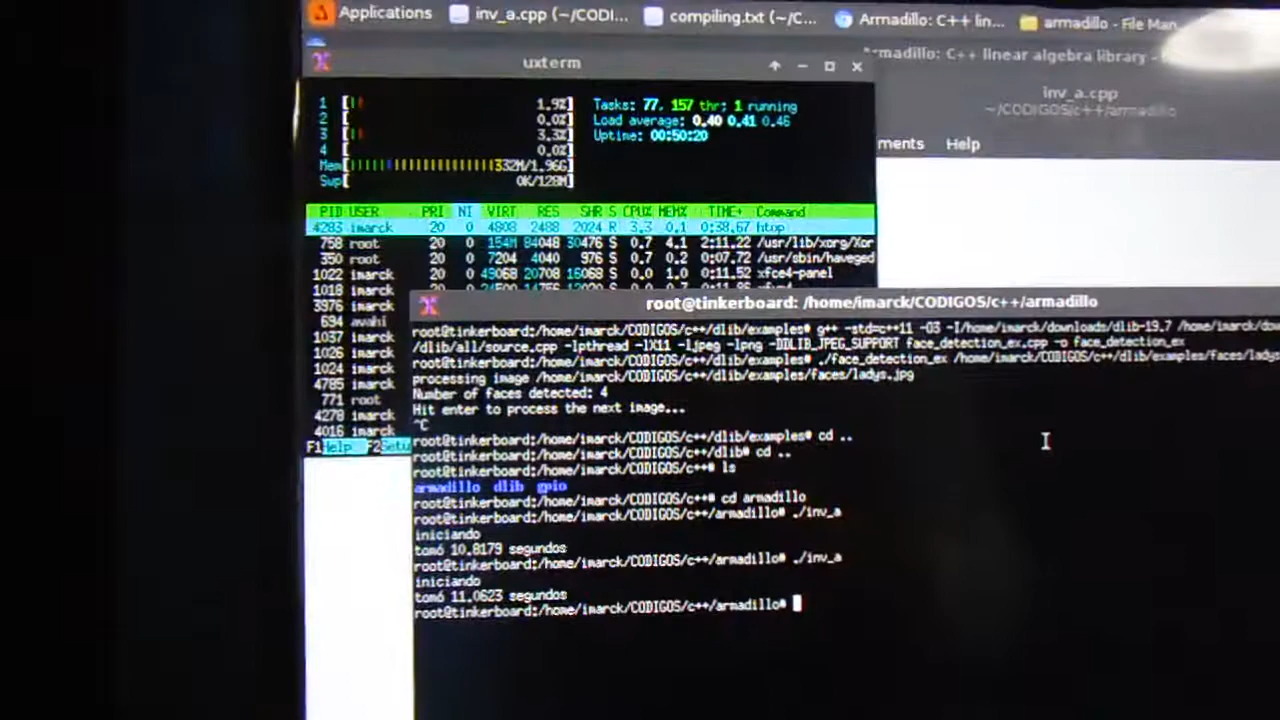 Applications inv_a.cpp (~/CODI... compiling.txt (~/C... Armadillo: C++ lin... armadillo - File Man...
Armadillo: C++ linear algebra library -
uxterm
inv_a.cpp
~/CODIGOS/c++/armadillo
ments Help
1 [|| 1.9%]
2 [ 0.0%]
3 [|| 3.3%]
4 [ 0.0%]
Mem[ 332M/1.96G]
Swp[ 0K/128M]
Tasks: 77, 157 thr; 1 running
Load average: 0.40 0.41 0.46
Uptime: 00:50:20
PID USER PRI NI VIRT RES SHR S CPU% MEM% TIME+ Command
4283 imarck 20 0 4808 2488 2024 R 3.3 0.1 0:38.67 htop
758 root 20 0 154M 84048 30476 S 0.7 4.1 2:11.22 /usr/lib/xorg/Xor
350 root 20 0 7204 4040 976 S 0.7 0.2 0:07.72 /usr/sbin/haveged
1022 imarck 20 0 49068 20708 16068 S 0.0 1.0 0:11.52 xfce4-panel
1018 imarck 20 0
3976 imarck
694 avahi
1037 imarck
1026 imarck
1024 imarck
4785 imarck
771 root
4278 imarck
4016 imarck
F1Help F2Setu
root@tinkerboard: /home/imarck/CODIGOS/c++/armadillo
root@tinkerboard:/home/imarck/CODIGOS/c++/dlib/examples# g++ -std=c++11 -O3 -I/home/imarck/downloads/dlib-19.7 /home/imarck/dow
/dlib/all/source.cpp -lpthread -lX11 -ljpeg -lpng -DDLIB_JPEG_SUPPORT face_detection_ex.cpp -o face_detection_ex
root@tinkerboard:/home/imarck/CODIGOS/c++/dlib/examples# ./face_detection_ex /home/imarck/CODIGOS/c++/dlib/examples/faces/ladys
processing image /home/imarck/CODIGOS/c++/dlib/examples/faces/ladys.jpg
Number of faces detected: 4
Hit enter to process the next image...
^C
root@tinkerboard:/home/imarck/CODIGOS/c++/dlib/examples# cd ..
root@tinkerboard:/home/imarck/CODIGOS/c++/dlib# cd ..
root@tinkerboard:/home/imarck/CODIGOS/c++# ls
armadillo dlib gpio
root@tinkerboard:/home/imarck/CODIGOS/c++# cd armadillo
root@tinkerboard:/home/imarck/CODIGOS/c++/armadillo# ./inv_a
iniciando
tomó 10.8179 segundos
root@tinkerboard:/home/imarck/CODIGOS/c++/armadillo# ./inv_a
iniciando
tomó 11.0623 segundos
root@tinkerboard:/home/imarck/CODIGOS/c++/armadillo#